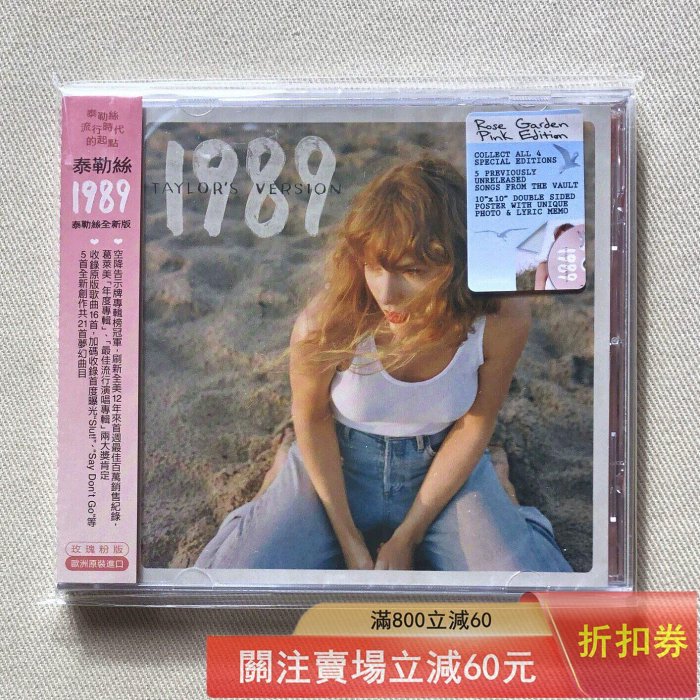 泰勒絲
流行時代
的起點
泰勒絲
1989
泰勒絲全新版
空降告示牌專輯榜冠軍，刷新全美12年來首週最佳百萬銷售紀錄，
葛萊美「年度專輯」、「最佳流行演唱專輯」兩大獎肯定
收錄原版歌曲16首，加碼收錄首度曝光"Slut!"、"Say Don't Go"等
5首全新創作共21首夢幻曲目
玫瑰粉版
歐洲原裝進口
1989
TAYLOR'S VERSION
Rose Garden
Pink Edition
COLLECT ALL 4
SPECIAL EDITIONS
5 PREVIOUSLY
UNRELEASED
SONGS FROM THE VAULT
10"x10" DOUBLE SIDED
POSTER WITH UNIQUE
PHOTO & LYRIC MEMO
1989
滿800立減60
關注賣場立減60元
折扣券